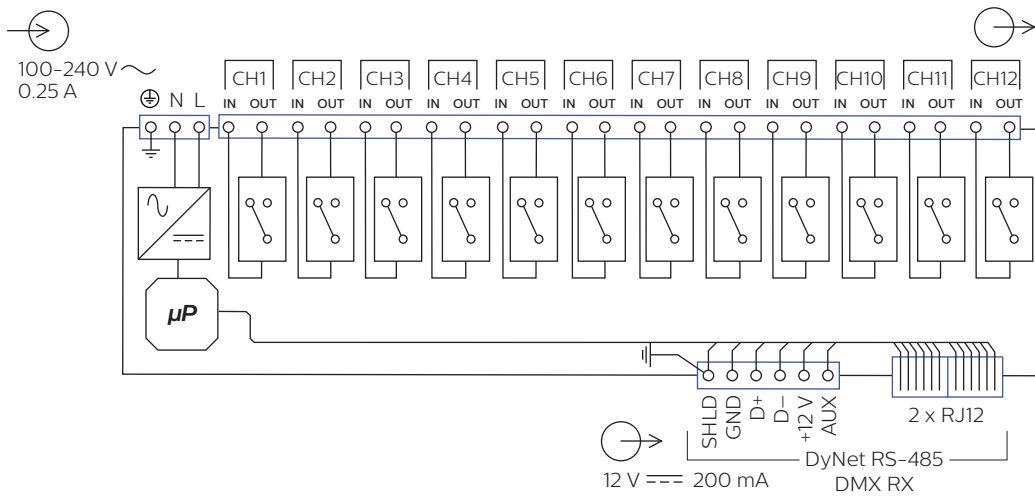 100-240 V
0.25 A
N L
CH1 CH2 CH3 CH4 CH5 CH6 CH7 CH8 CH9 CH10 CH11 CH12
IN OUT IN OUT IN OUT IN OUT IN OUT IN OUT IN OUT IN OUT IN OUT IN OUT IN OUT IN OUT
µP
SHLD
GND
D+
D–
+12 V
AUX
2 x RJ12
12 V 200 mA
DyNet RS-485
DMX RX